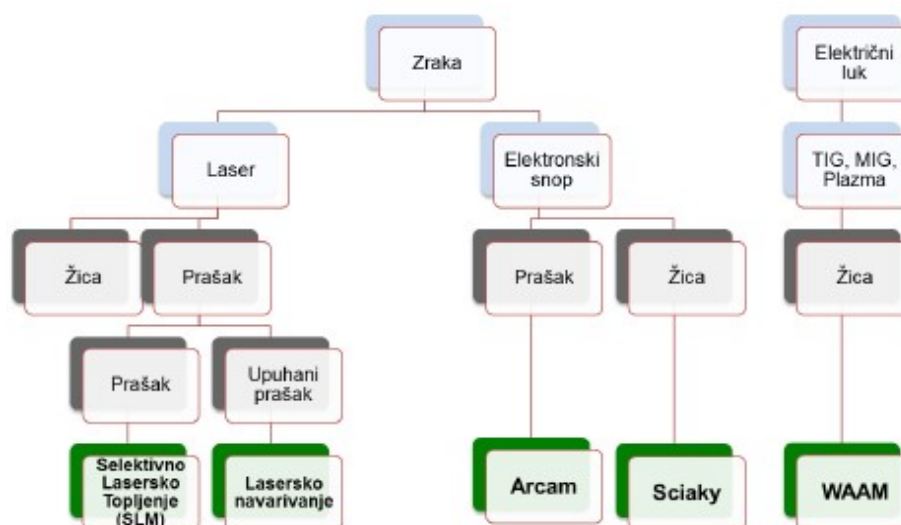 Zraka
Električni
luk
Laser
Elektronski
snop
TIG, MIG,
Plazma
Žica
Prašak
Prašak
Žica
Žica
Prašak
Upuhani
prašak
Selektivno
Lasersko
Topljenje
(SLM)
Lasersko
navarivanje
Arcam
Sciaky
WAAM